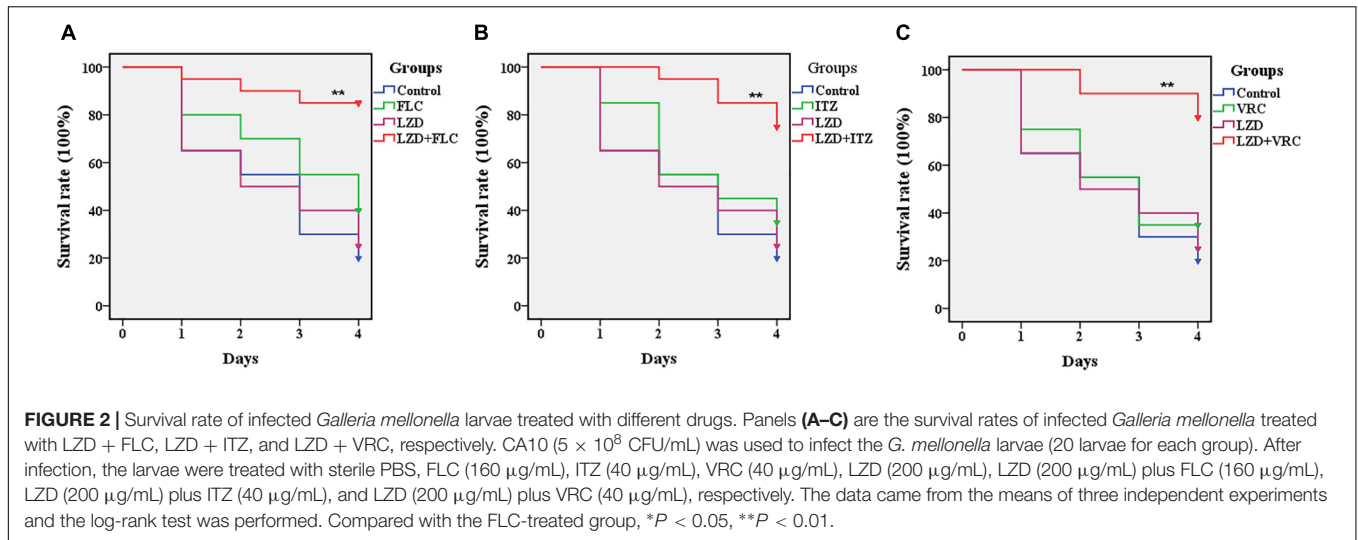 A
Groups
Control
FLC
LZD
LZD+FLC
**
Survival rate (100%)
100
80
60
40
20
0
0 1 2 3 4
Days
B
Groups
Control
ITZ
LZD
LZD+ITZ
**
Survival rate (100%)
100
80
60
40
20
0
0 1 2 3 4
Days
C
Groups
Control
VRC
LZD
LZD+VRC
**
Survival rate (100%)
100
80
60
40
20
0
0 1 2 3 4
Days
FIGURE 2 | Survival rate of infected Galleria mellonella larvae treated with different drugs. Panels (A–C) are the survival rates of infected Galleria mellonella treated
with LZD + FLC, LZD + ITZ, and LZD + VRC, respectively. CA10 (5 × 10⁸ CFU/mL) was used to infect the G. mellonella larvae (20 larvae for each group). After
infection, the larvae were treated with sterile PBS, FLC (160 μg/mL), ITZ (40 μg/mL), VRC (40 μg/mL), LZD (200 μg/mL), LZD (200 μg/mL) plus FLC (160 μg/mL),
LZD (200 μg/mL) plus ITZ (40 μg/mL), and LZD (200 μg/mL) plus VRC (40 μg/mL), respectively. The data came from the means of three independent experiments
and the log-rank test was performed. Compared with the FLC-treated group, *P < 0.05, **P < 0.01.